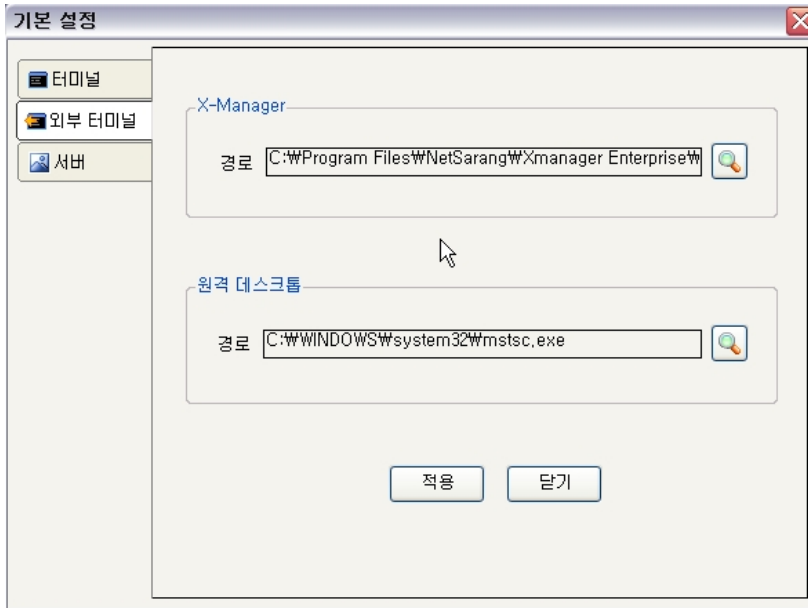 기본 설정
터미널
외부 터미널
서버
X-Manager
경로 C:₩Program Files₩NetSarang₩Xmanager Enterprise₩
원격 데스크톱
경로 C:₩WINDOWS₩system32₩mstsc.exe
적용 닫기